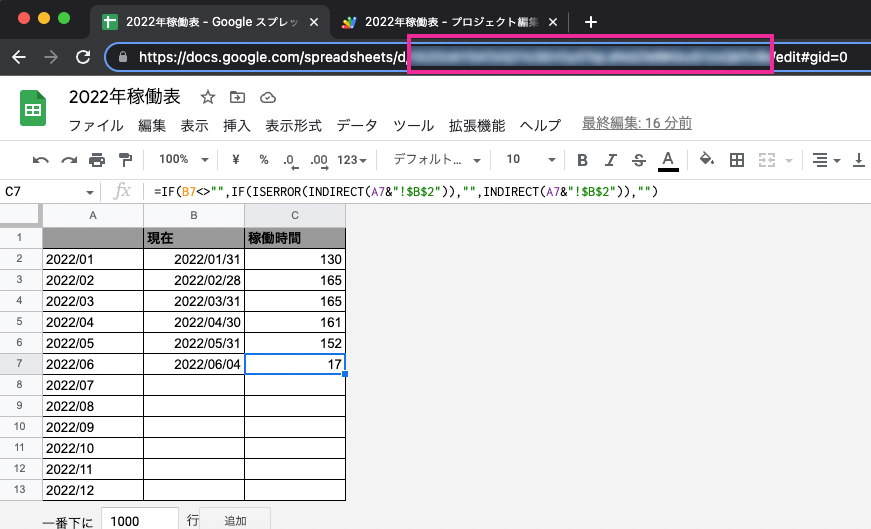 2022年稼働表 - Google スプレッ
2022年稼働表 - プロジェクト編集
https://docs.google.com/spreadsheets/d/ /edit#gid=0
2022年稼働表
ファイル 編集 表示 挿入 表示形式 データ ツール 拡張機能 ヘルプ 最終編集: 16 分前
100% ¥ % .0 .00 123 デフォルト... 10 B I S A
C7 fx =IF(B7<>"",IF(ISERROR(INDIRECT(A7&"!$B$2")),"",INDIRECT(A7&"!$B$2")),"")
A B C
1 現在 稼働時間
2 2022/01 2022/01/31 130
3 2022/02 2022/02/28 165
4 2022/03 2022/03/31 165
5 2022/04 2022/04/30 161
6 2022/05 2022/05/31 152
7 2022/06 2022/06/04 17
8 2022/07
9 2022/08
10 2022/09
11 2022/10
12 2022/11
13 2022/12
一番下に 1000 行 追加